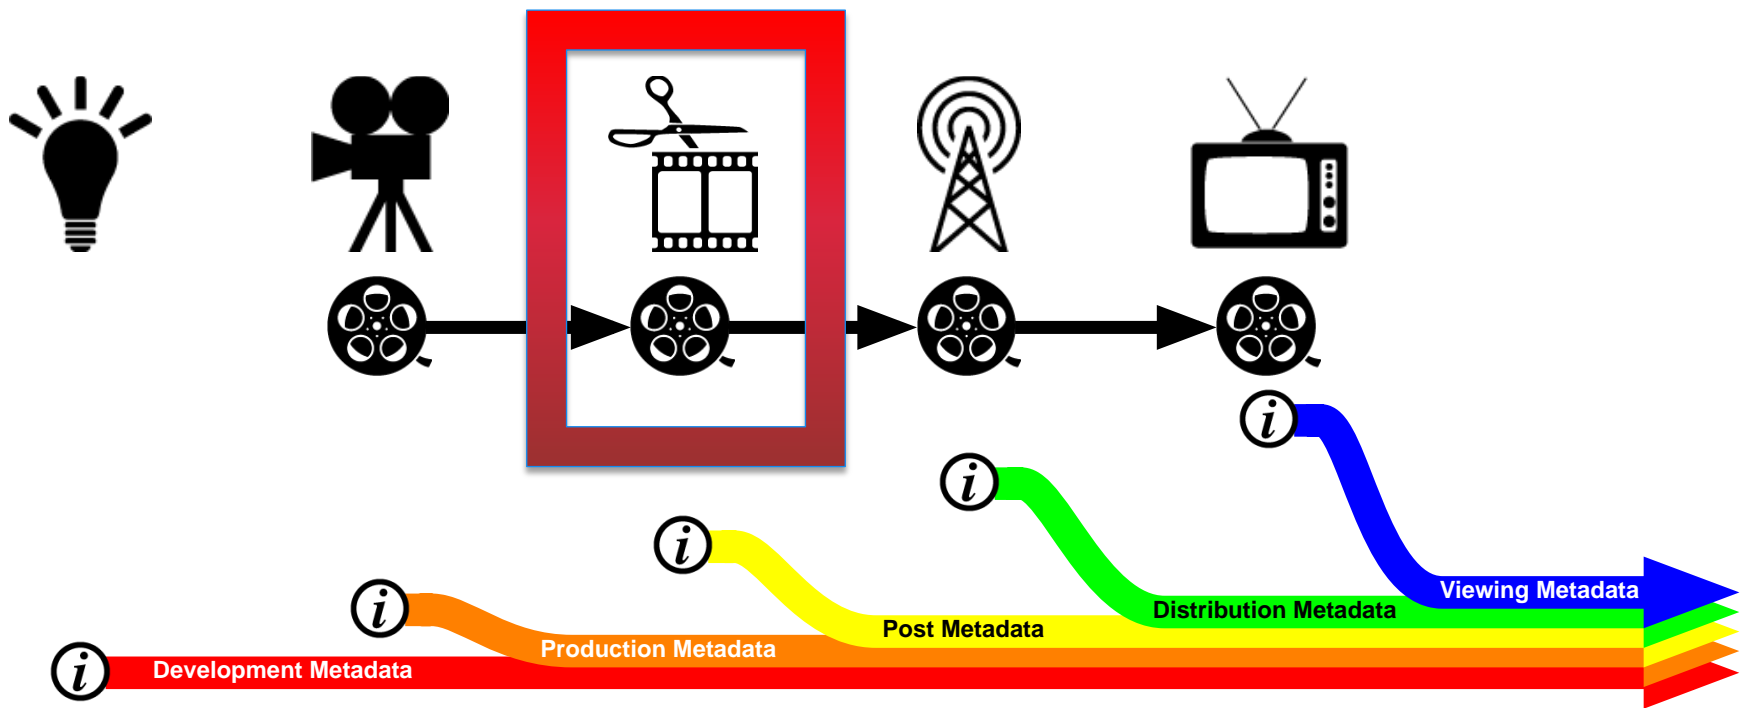 i
i
i
i
i
Viewing Metadata
Distribution Metadata
Post Metadata
Production Metadata
Development Metadata